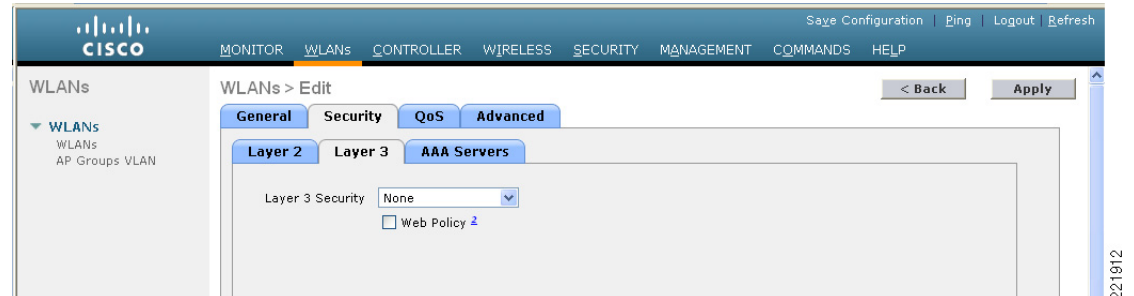 Save Configuration | Ping | Logout | Refresh
CISCO
MONITOR WLANs CONTROLLER WIRELESS SECURITY MANAGEMENT COMMANDS HELP
WLANs
WLANs > Edit
< Back
Apply
General Security QoS Advanced
WLANs
WLANs
AP Groups VLAN
Layer 2 Layer 3 AAA Servers
Layer 3 Security None
Web Policy 2
221912